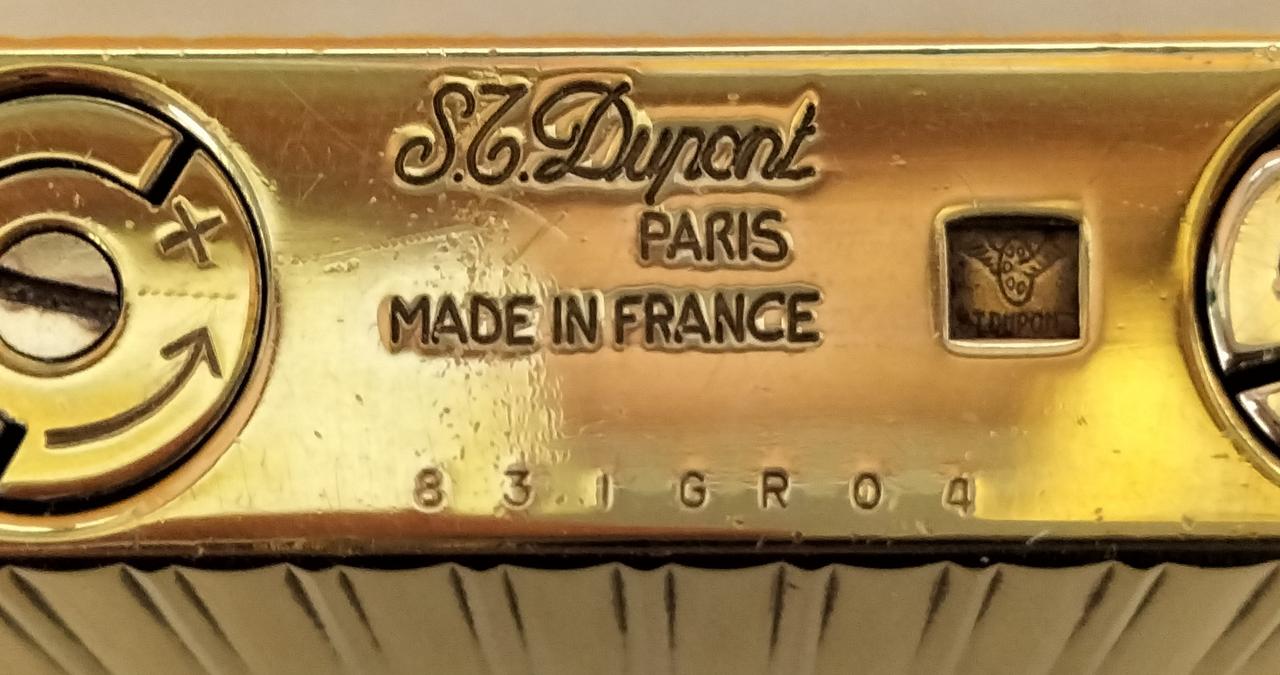 S.T. Dupont
PARIS
MADE IN FRANCE
+
831GR04